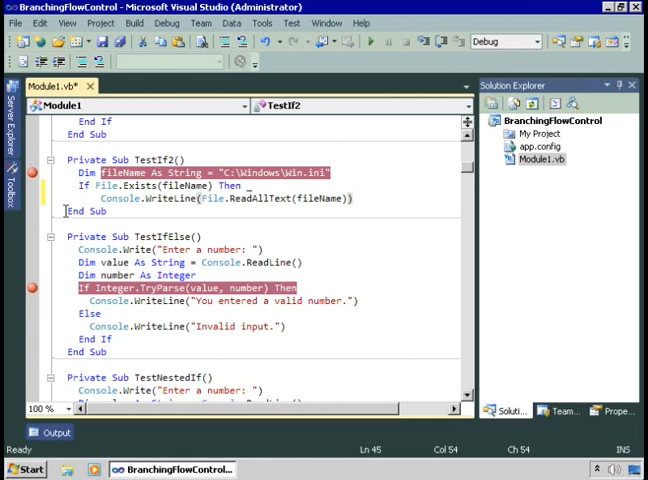 BranchingFlowControl - Microsoft Visual Studio (Administrator)
File Edit View Project Build Debug Team Data Tools Test Window Help
Debug
Module1.vb* ×
Module1 TestIf2
End If
End Sub
Private Sub TestIf2()
Dim fileName As String = "C:\Windows\Win.ini"
If File.Exists(fileName) Then _
Console.WriteLine(File.ReadAllText(fileName))
End Sub
Private Sub TestIfElse()
Console.Write("Enter a number: ")
Dim value As String = Console.ReadLine()
Dim number As Integer
If Integer.TryParse(value, number) Then
Console.WriteLine("You entered a valid number.")
Else
Console.WriteLine("Invalid input.")
End If
End Sub
Private Sub TestNestedIf()
Console.Write("Enter a number: ")
100 %
Server Explorer
Toolbox
Solution Explorer
BranchingFlowControl
My Project
app.config
Module1.vb
Soluti... Team... Prope...
Output
Ready Ln 45 Col 54 Ch 54 INS
Start BranchingFlowControl...